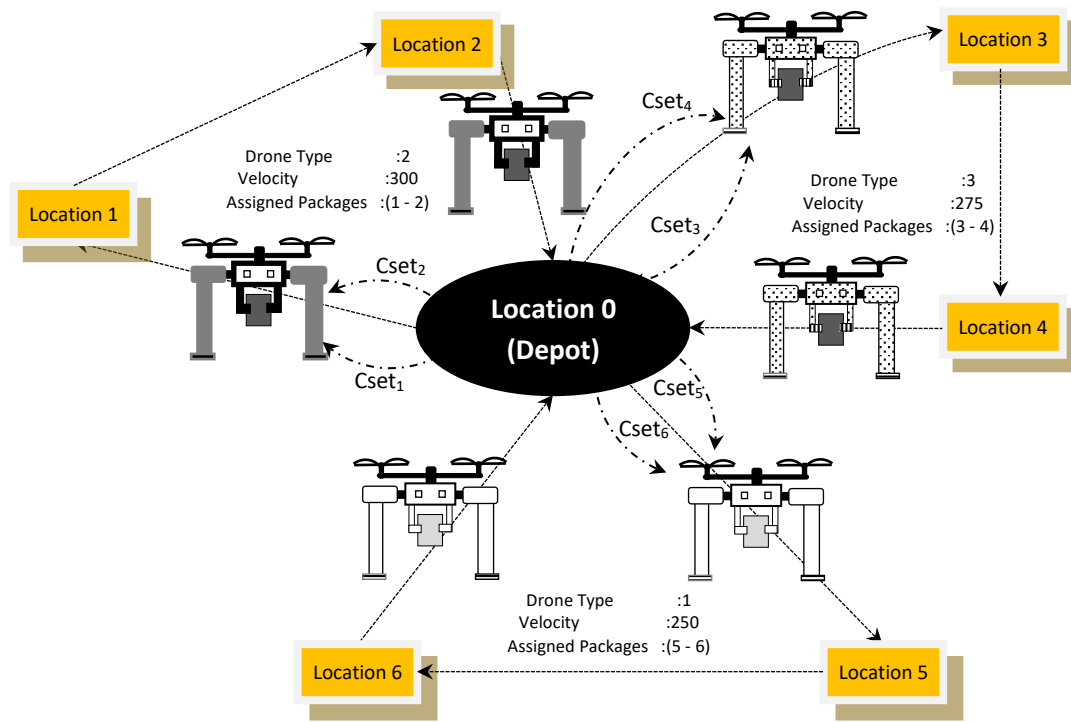 Location 2
Location 3
Cset₄
Drone Type :2
Velocity :300
Assigned Packages :(1 - 2)
Drone Type :3
Velocity :275
Assigned Packages :(3 - 4)
Location 1
Cset₃
Cset₂
Location 0
(Depot)
Location 4
Cset₁
Cset₅
Cset₆
Drone Type :1
Velocity :250
Assigned Packages :(5 - 6)
Location 6
Location 5